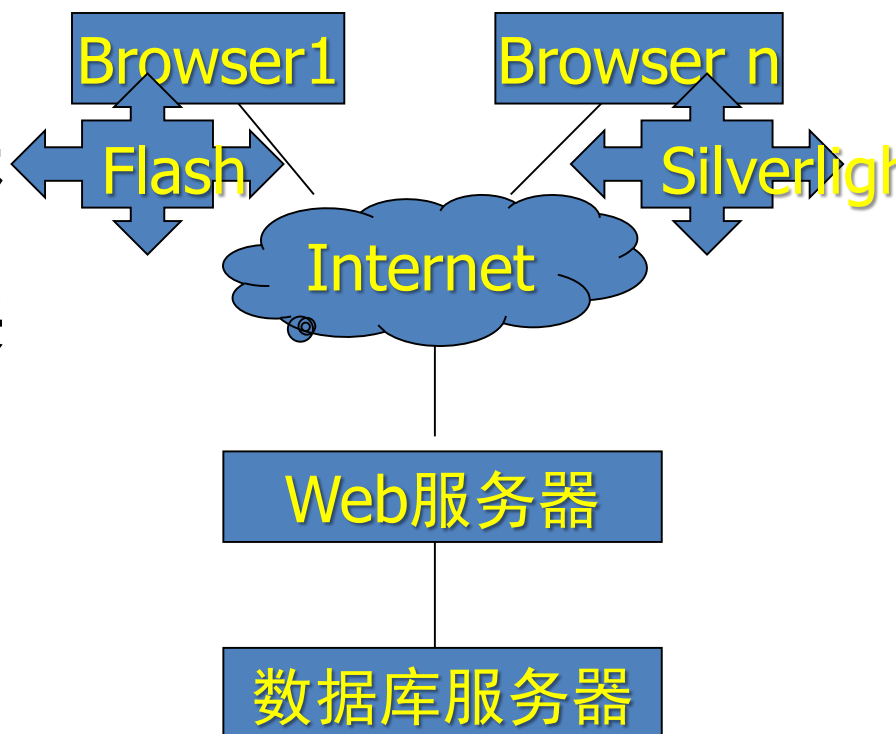 Browser1
Browser n
Flash
Silverligh
Internet
Web服务器
数据库服务器